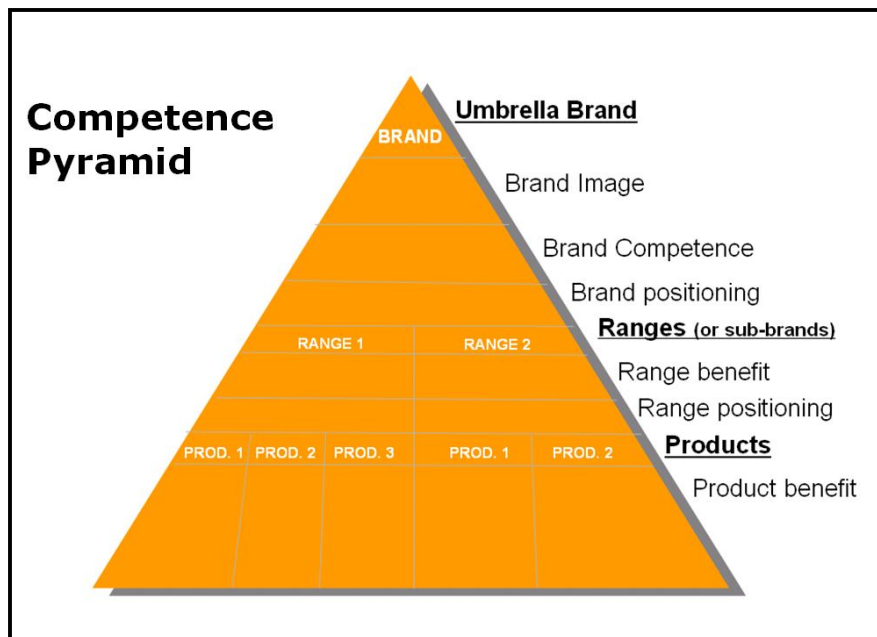 Competence
Pyramid
Umbrella Brand
BRAND
Brand Image
Brand Competence
Brand positioning
Ranges (or sub-brands)
RANGE 1 RANGE 2
Range benefit
Range positioning
Products
PROD. 1 PROD. 2 PROD. 3 PROD. 1 PROD. 2
Product benefit